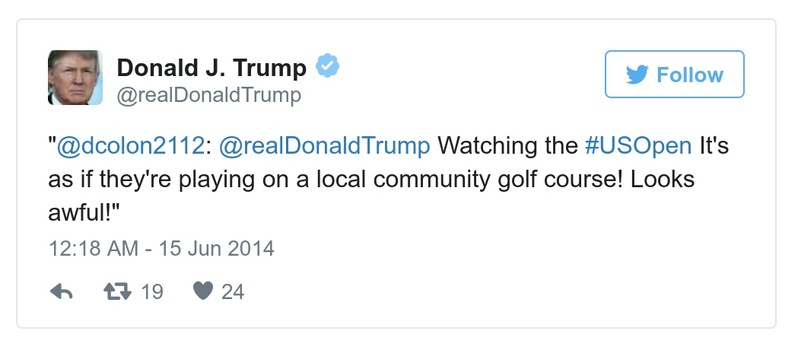 Donald J. Trump
@realDonaldTrump
Follow
"@dcolon2112: @realDonaldTrump Watching the #USOpen It's
as if they're playing on a local community golf course! Looks
awful!"
12:18 AM - 15 Jun 2014
19 24